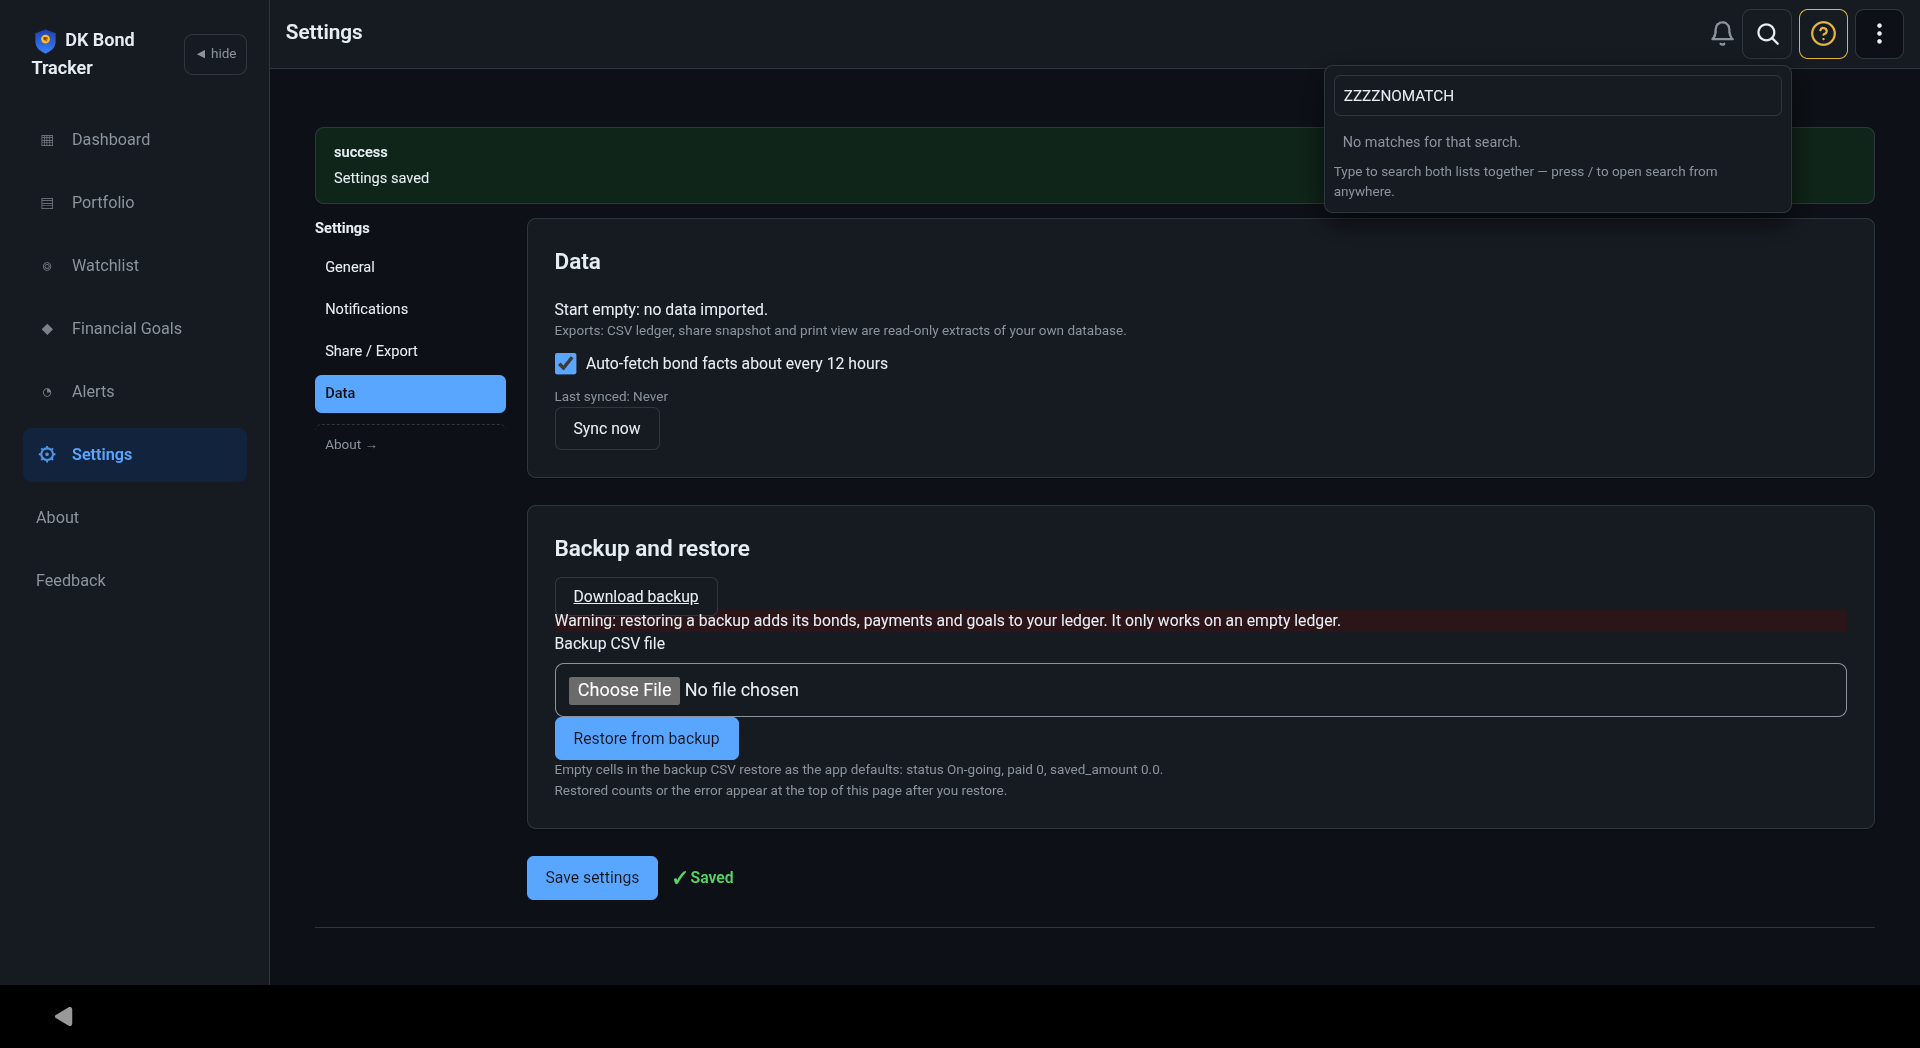 DK Bond
Tracker
◄ hide
Dashboard
Portfolio
Watchlist
Financial Goals
Alerts
Settings
About
Feedback
Settings
ZZZZNOMATCH
No matches for that search.
Type to search both lists together — press / to open search from
anywhere.
success
Settings saved
Settings
General
Notifications
Share / Export
Data
About →
Data
Start empty: no data imported.
Exports: CSV ledger, share snapshot and print view are read-only extracts of your own database.
Auto-fetch bond facts about every 12 hours
Last synced: Never
Sync now
Backup and restore
Download backup
Warning: restoring a backup adds its bonds, payments and goals to your ledger. It only works on an empty ledger.
Backup CSV file
Choose File No file chosen
Restore from backup
Empty cells in the backup CSV restore as the app defaults: status On-going, paid 0, saved_amount 0.0.
Restored counts or the error appear at the top of this page after you restore.
Save settings ✓ Saved